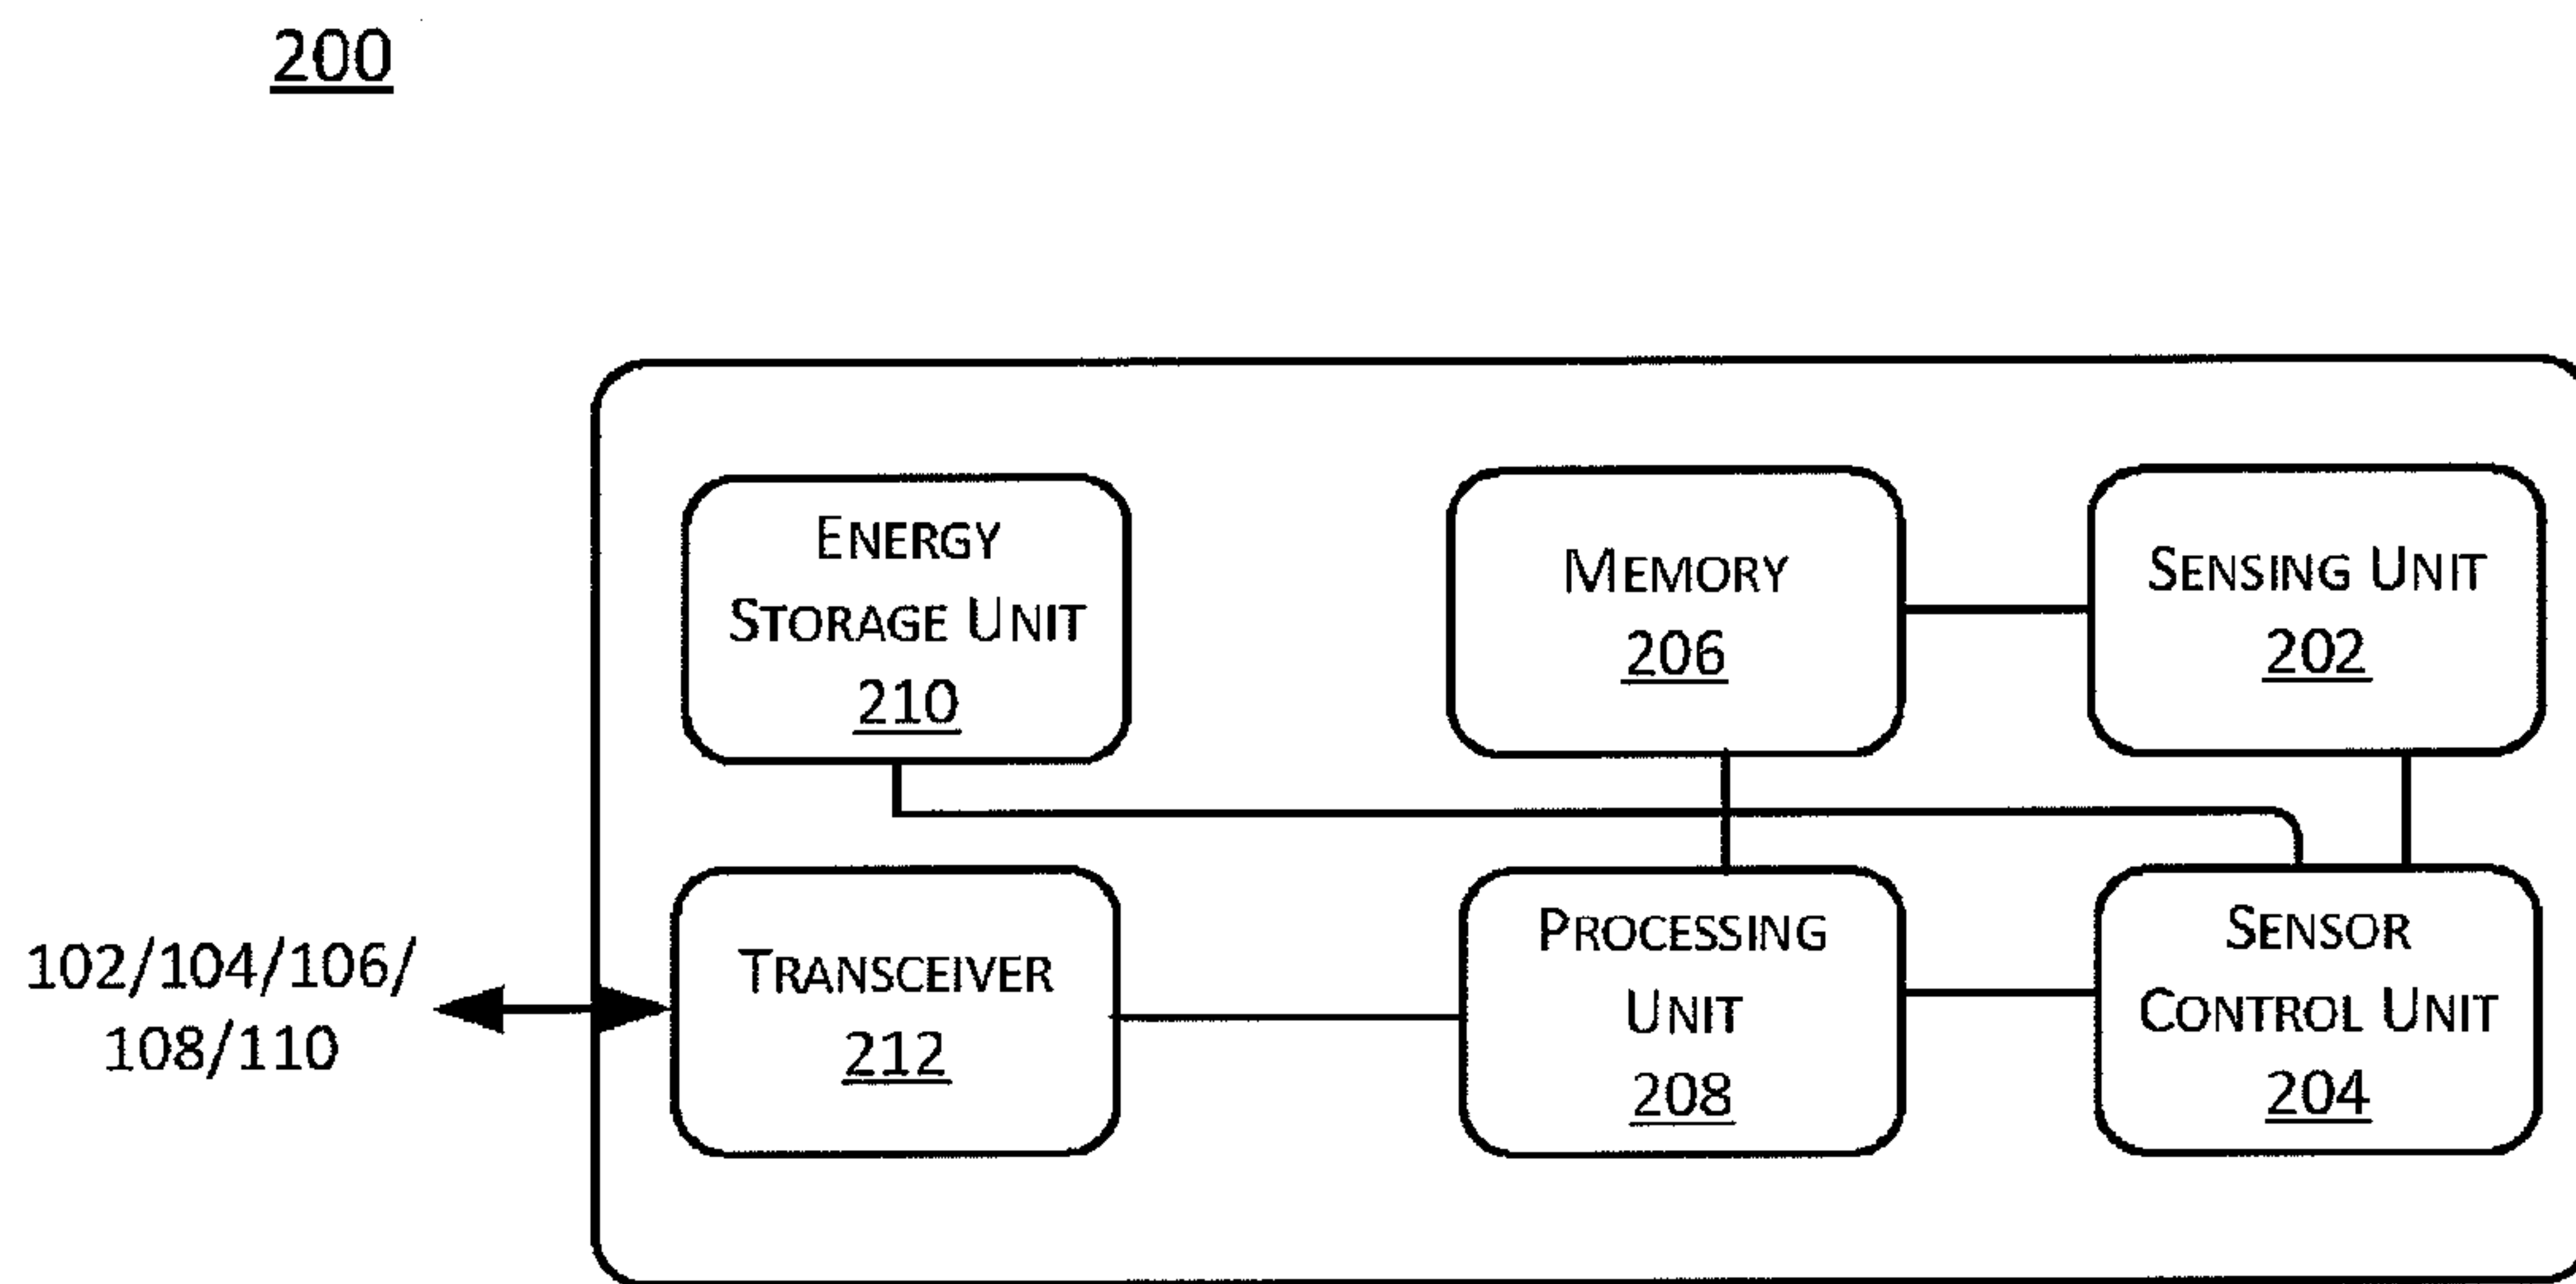 200
ENERGY
STORAGE UNIT
210
MEMORY
206
SENSING UNIT
202
102/104/106/
108/110
TRANSCEIVER
212
PROCESSING
UNIT
208
SENSOR
CONTROL UNIT
204